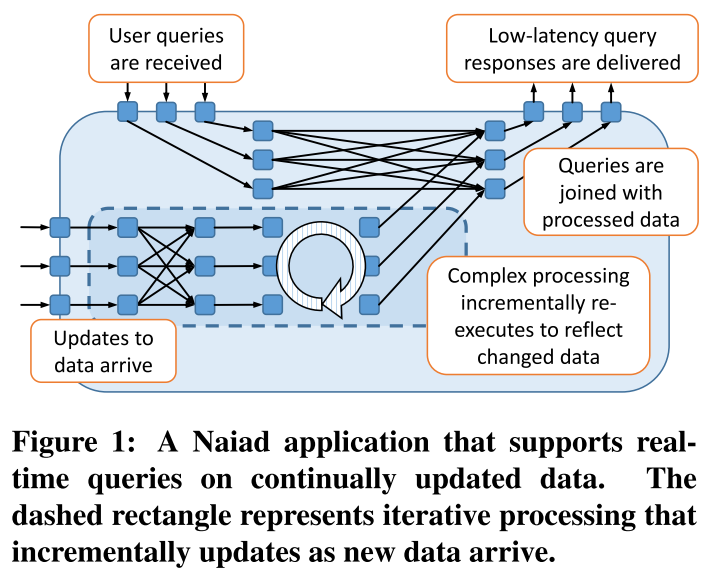 User queries
are received
Low-latency query
responses are delivered
Queries are
joined with
processed data
Complex processing
incrementally re-
executes to reflect
changed data
Updates to
data arrive
Figure 1: A Naiad application that supports real-
time queries on continually updated data. The
dashed rectangle represents iterative processing that
incrementally updates as new data arrive.